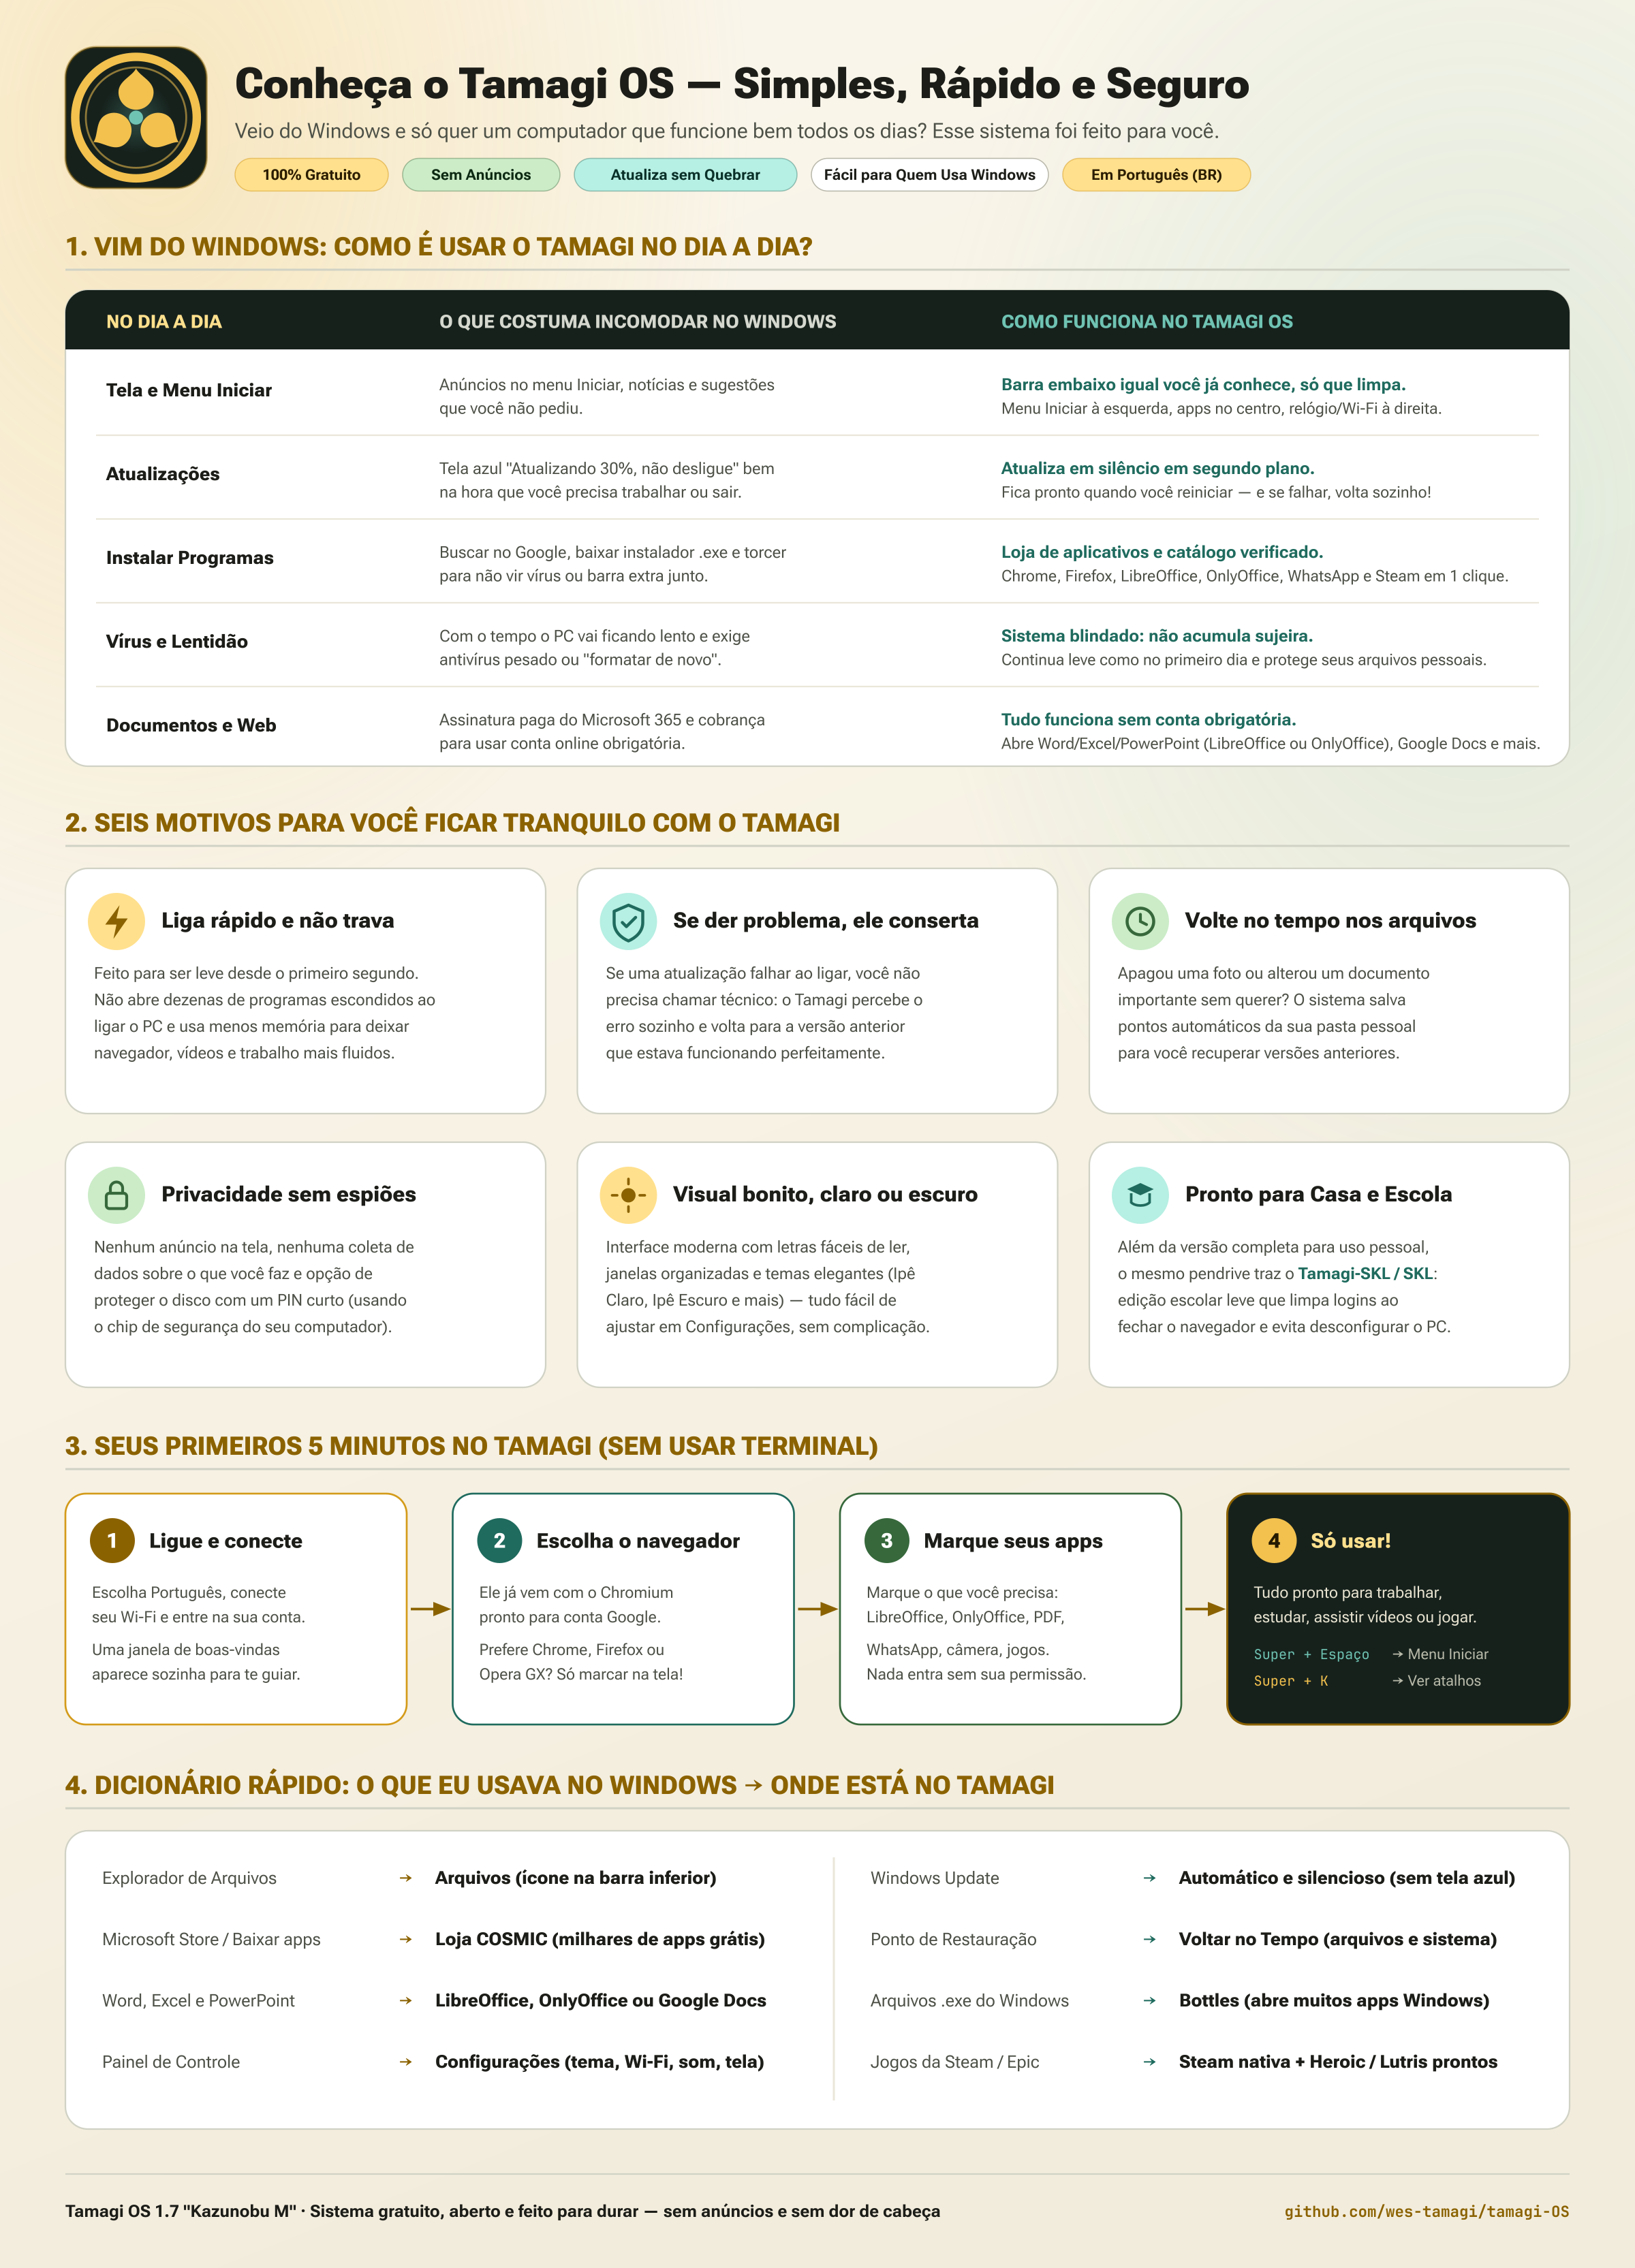 Conheça o Tamagi OS — Simples, Rápido e Seguro
Veio do Windows e só quer um computador que funcione bem todos os dias? Esse sistema foi feito para você.
100% Gratuito
Sem Anúncios
Atualiza sem Quebrar
Fácil para Quem Usa Windows
Em Português (BR)
1. VIM DO WINDOWS: COMO É USAR O TAMAGI NO DIA A DIA?
NO DIA A DIA
O QUE COSTUMA INCOMODAR NO WINDOWS
COMO FUNCIONA NO TAMAGI OS
Tela e Menu Iniciar
Anúncios no menu Iniciar, notícias e sugestões
que você não pediu.
Barra embaixo igual você já conhece, só que limpa.
Menu Iniciar à esquerda, apps no centro, relógio/Wi-Fi à direita.
Atualizações
Tela azul "Atualizando 30%, não desligue" bem
na hora que você precisa trabalhar ou sair.
Atualiza em silêncio em segundo plano.
Fica pronto quando você reiniciar — e se falhar, volta sozinho!
Instalar Programas
Buscar no Google, baixar instalador .exe e torcer
para não vir vírus ou barra extra junto.
Loja de aplicativos e catálogo verificado.
Chrome, Firefox, LibreOffice, OnlyOffice, WhatsApp e Steam em 1 clique.
Vírus e Lentidão
Com o tempo o PC vai ficando lento e exige
antivírus pesado ou "formatar de novo".
Sistema blindado: não acumula sujeira.
Continua leve como no primeiro dia e protege seus arquivos pessoais.
Documentos e Web
Assinatura paga do Microsoft 365 e cobrança
para usar conta online obrigatória.
Tudo funciona sem conta obrigatória.
Abre Word/Excel/PowerPoint (LibreOffice ou OnlyOffice), Google Docs e mais.
2. SEIS MOTIVOS PARA VOCÊ FICAR TRANQUILO COM O TAMAGI
Liga rápido e não trava
Feito para ser leve desde o primeiro segundo.
Não abre dezenas de programas escondidos ao
ligar o PC e usa menos memória para deixar
navegador, vídeos e trabalho mais fluidos.
Se der problema, ele conserta
Se uma atualização falhar ao ligar, você não
precisa chamar técnico: o Tamagi percebe o
erro sozinho e volta para a versão anterior
que estava funcionando perfeitamente.
Volte no tempo nos arquivos
Apagou uma foto ou alterou um documento
importante sem querer? O sistema salva
pontos automáticos da sua pasta pessoal
para você recuperar versões anteriores.
Privacidade sem espiões
Nenhum anúncio na tela, nenhuma coleta de
dados sobre o que você faz e opção de
proteger o disco com um PIN curto (usando
o chip de segurança do seu computador).
Visual bonito, claro ou escuro
Interface moderna com letras fáceis de ler,
janelas organizadas e temas elegantes (Ipê
Claro, Ipê Escuro e mais) — tudo fácil de
ajustar em Configurações, sem complicação.
Pronto para Casa e Escola
Além da versão completa para uso pessoal,
o mesmo pendrive traz o Tamagi-SKL / SKL:
edição escolar leve que limpa logins ao
fechar o navegador e evita desconfigurar o PC.
3. SEUS PRIMEIROS 5 MINUTOS NO TAMAGI (SEM USAR TERMINAL)
1 Ligue e conecte
Escolha Português, conecte
seu Wi-Fi e entre na sua conta.
Uma janela de boas-vindas
aparece sozinha para te guiar.
2 Escolha o navegador
Ele já vem com o Chromium
pronto para conta Google.
Prefere Chrome, Firefox ou
Opera GX? Só marcar na tela!
3 Marque seus apps
Marque o que você precisa:
LibreOffice, OnlyOffice, PDF,
WhatsApp, câmera, jogos.
Nada entra sem sua permissão.
4 Só usar!
Tudo pronto para trabalhar,
estudar, assistir vídeos ou jogar.
Super + Espaço → Menu Iniciar
Super + K → Ver atalhos
4. DICIONÁRIO RÁPIDO: O QUE EU USAVA NO WINDOWS → ONDE ESTÁ NO TAMAGI
Explorador de Arquivos → Arquivos (ícone na barra inferior)
Microsoft Store / Baixar apps → Loja COSMIC (milhares de apps grátis)
Word, Excel e PowerPoint → LibreOffice, OnlyOffice ou Google Docs
Painel de Controle → Configurações (tema, Wi-Fi, som, tela)
Windows Update → Automático e silencioso (sem tela azul)
Ponto de Restauração → Voltar no Tempo (arquivos e sistema)
Arquivos .exe do Windows → Bottles (abre muitos apps Windows)
Jogos da Steam / Epic → Steam nativa + Heroic / Lutris prontos
Tamagi OS 1.7 "Kazunobu M" · Sistema gratuito, aberto e feito para durar — sem anúncios e sem dor de cabeça
github.com/wes-tamagi/tamagi-OS